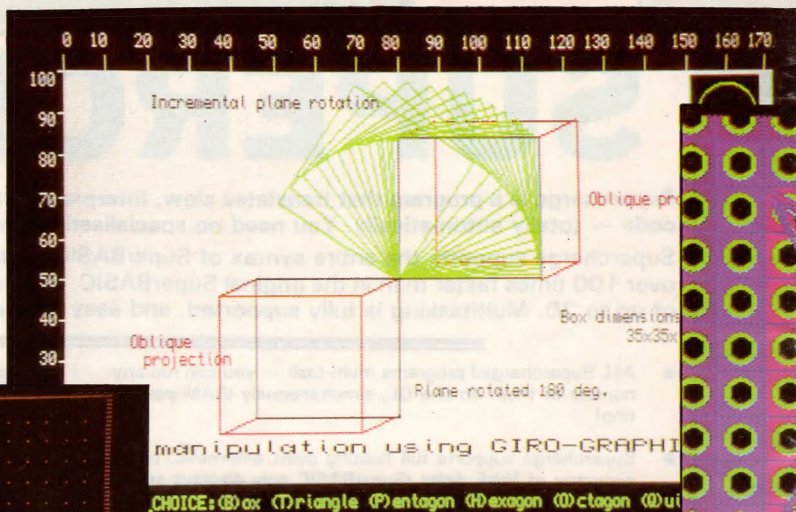 0 10 20 30 40 50 60 70 80 90 100 110 120 130 140 150 160 170
100
90
80
70
60
50
40
30
Incremental plane rotation
Oblique pro
Box dimensions
35x35x
Oblique
projection
Plane rotated 180 deg.
manipulation using GIRO-GRAPHI
CHOICE:(B)ox (T)riangle (P)entagon (H)exagon (O)ctagon (Q)ui